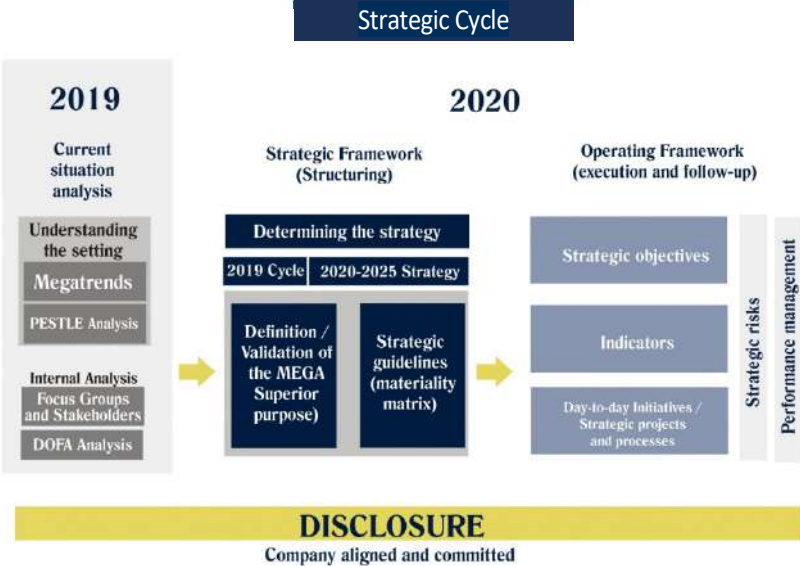 Strategic Cycle
2019
2020
Current
situation
analysis
Understanding
the setting
Megatrends
PESTLE Analysis
Internal Analysis
Focus Groups
and Stakeholders
DOFA Analysis
Strategic Framework
(Structuring)
Determining the strategy
2019 Cycle
2020-2025 Strategy
Definition /
Validation of
the MEGA
Superior
purpose)
Strategic
guidelines
(materiality
matrix)
Operating Framework
(execution and follow-up)
Strategic objectives
Indicators
Day-to-day Initiatives /
Strategic projects
and processes
Strategic risks
Performance management
DISCLOSURE
Company aligned and committed